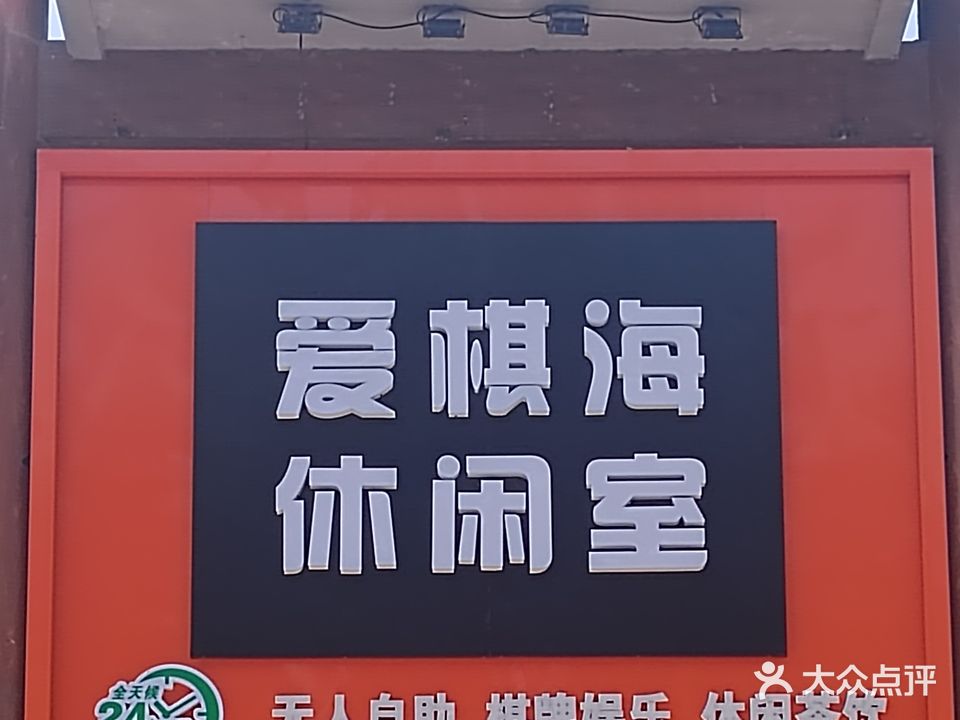 爱棋海
休闲室
全天候
24
无人自助 棋牌娱乐 休闲茶饮
大众点评